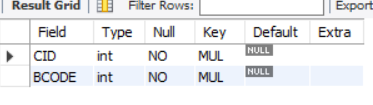 Result Grid Filter Rows: Export
Field Type Null Key Default Extra
CID int NO MUL NULL
BCODE int NO MUL NULL